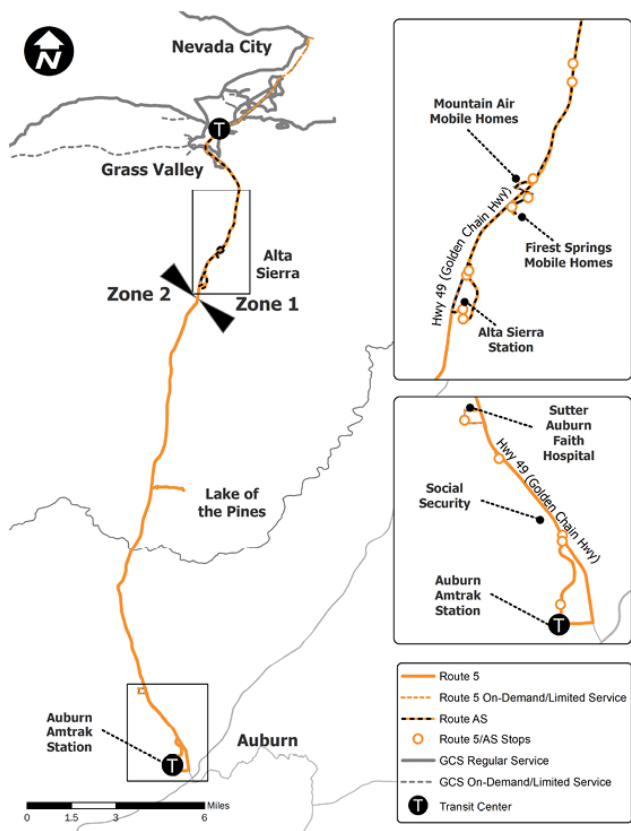 N
Nevada
City
T
Grass Valley
Alta
Sierra
Zone 2
Zone 1
Lake of
the Pines
Auburn
Amtrak
Station
T
Auburn
0
1.5
3
6
Miles
Mountain Air
Mobile Homes
Hwy 49 (Golden Chain Hwy)
Firest Springs
Mobile Homes
Alta Sierra
Station
Sutter
Auburn
Faith
Hospital
Hwy 49 (Golden Chain Hwy)
Social
Security
Auburn
Amtrak
Station
T
Route 5
Route 5 On-Demand/Limited Service
Route AS
Route 5/AS Stops
GCS Regular Service
GCS On-Demand/Limited Service
T Transit Center